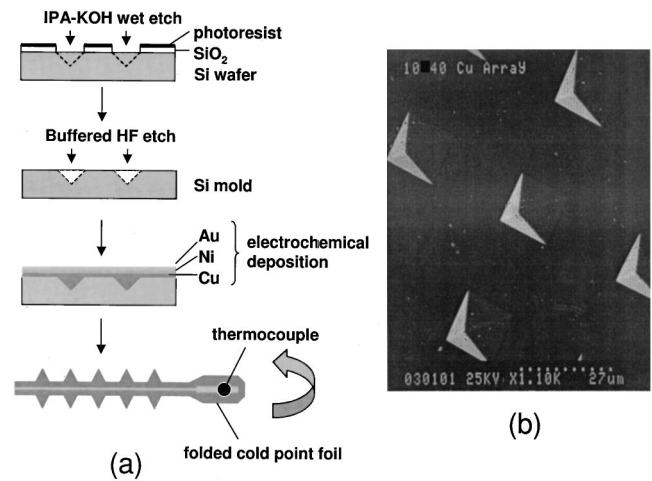 IPA-KOH wet etch
photoresist
SiO2
Si wafer
Buffered HF etch
Si mold
Au
Ni
Cu
electrochemical
deposition
thermocouple
folded cold point foil
(a)
40 Cu Array
030101 25KV X1.10K 27um
(b)